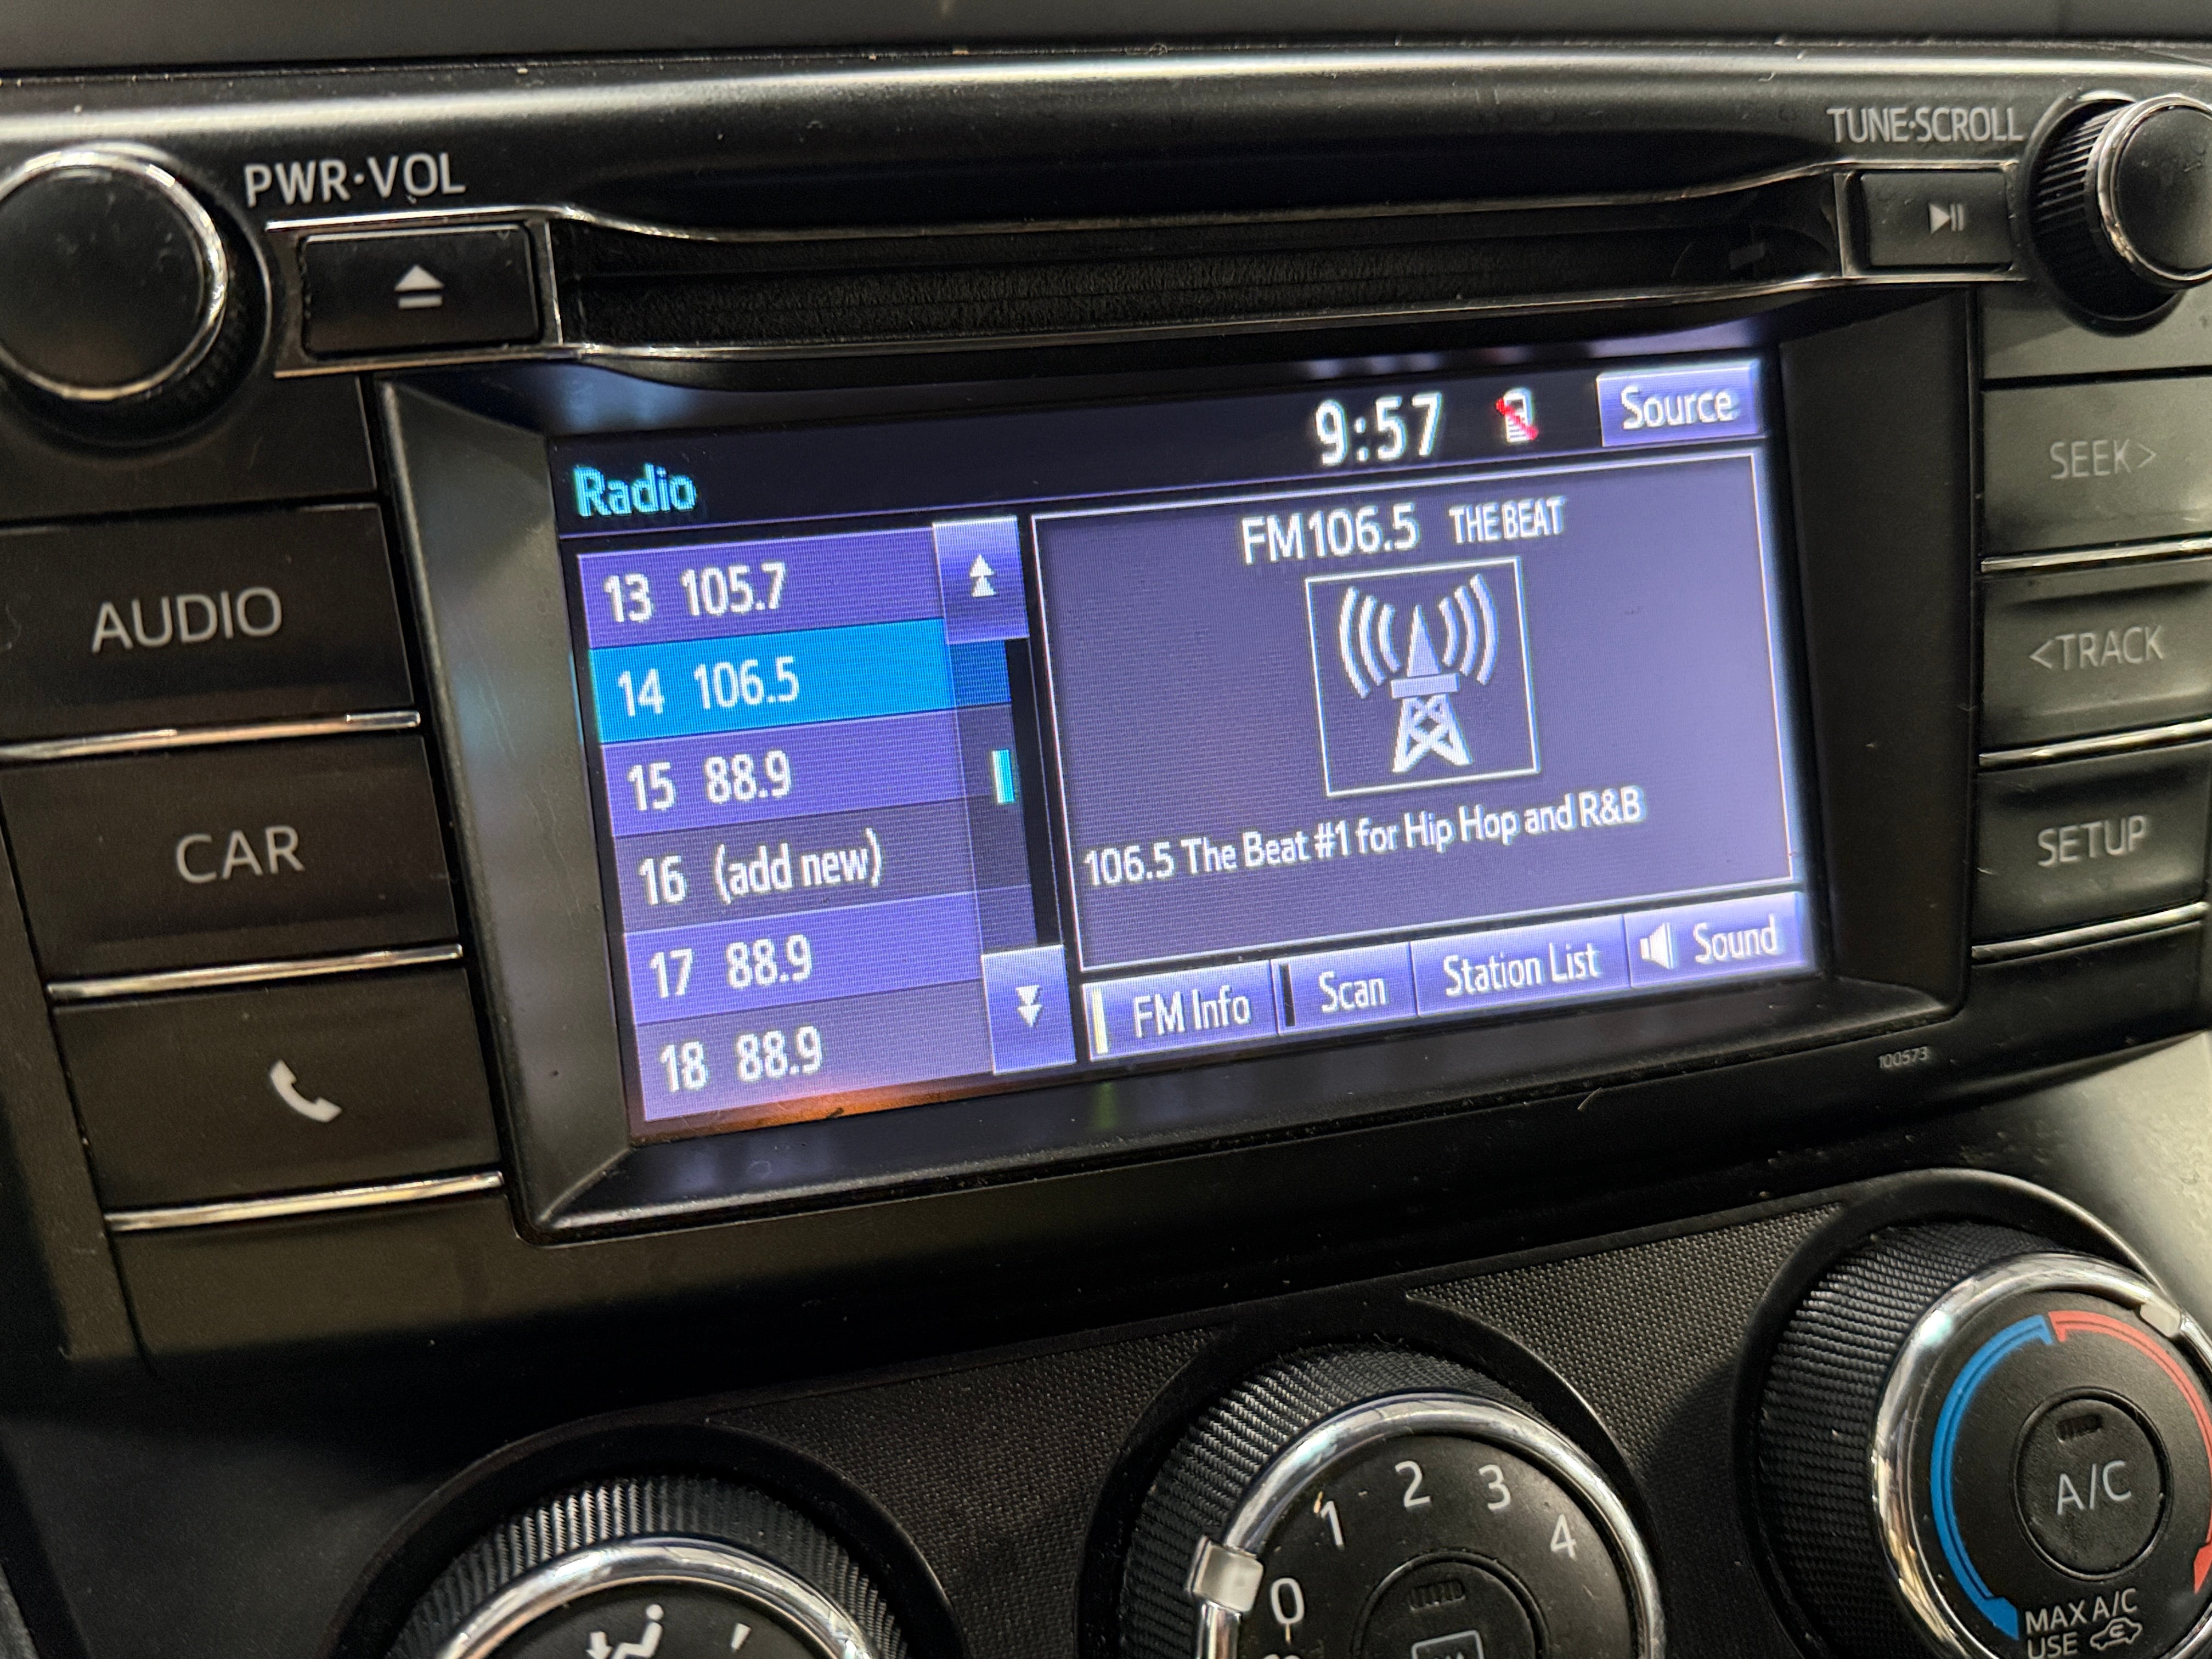 PWR·VOL
TUNE·SCROLL
9:57
Source
Radio
SEEK>
FM106.5 THE BEAT
13 105.7
14 106.5
15 88.9
16 (add new)
17 88.9
18 88.9
106.5 The Beat #1 for Hip Hop and R&B
FM Info
Scan
Station List
Sound
AUDIO
<TRACK
CAR
SETUP
100573
0
1
2
3
4
A/C
MAX A/C
USE